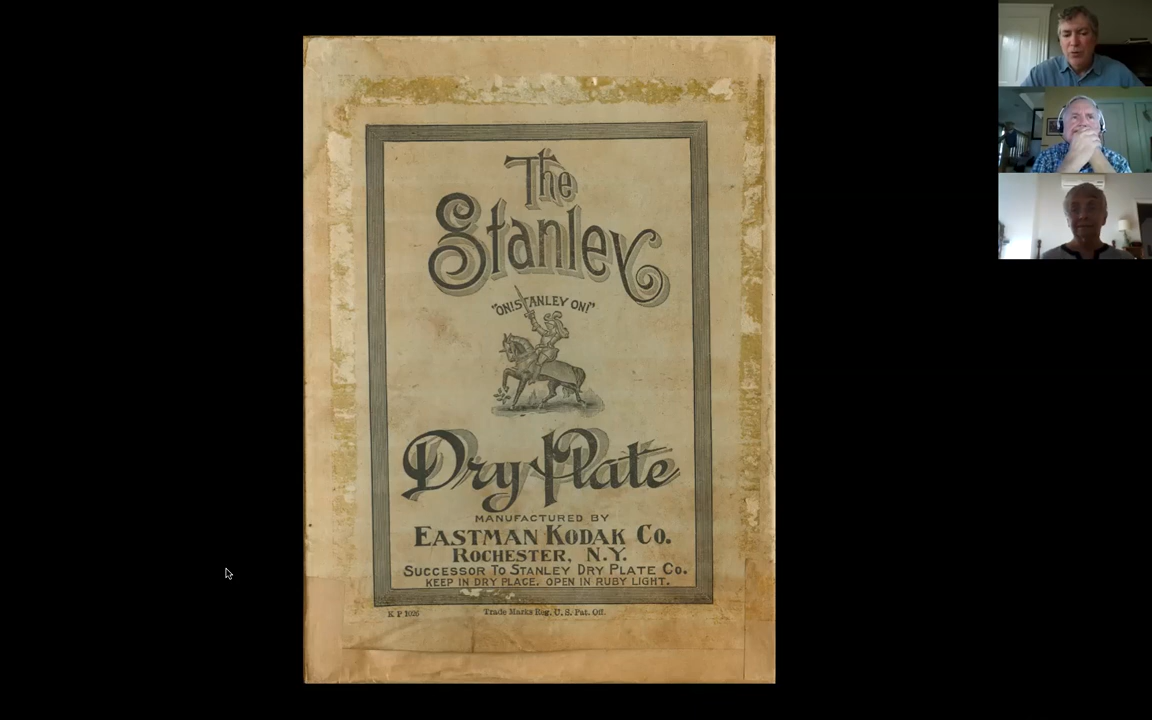 The
Stanley
"ON! STANLEY ON!"
Dry Plate
MANUFACTURED BY
EASTMAN KODAK CO.
ROCHESTER, N.Y.
SUCCESSOR TO STANLEY DRY PLATE CO.
KEEP IN DRY PLACE. OPEN IN RUBY LIGHT.
K P 1026
Trade Marks Reg. U. S. Pat. Off.